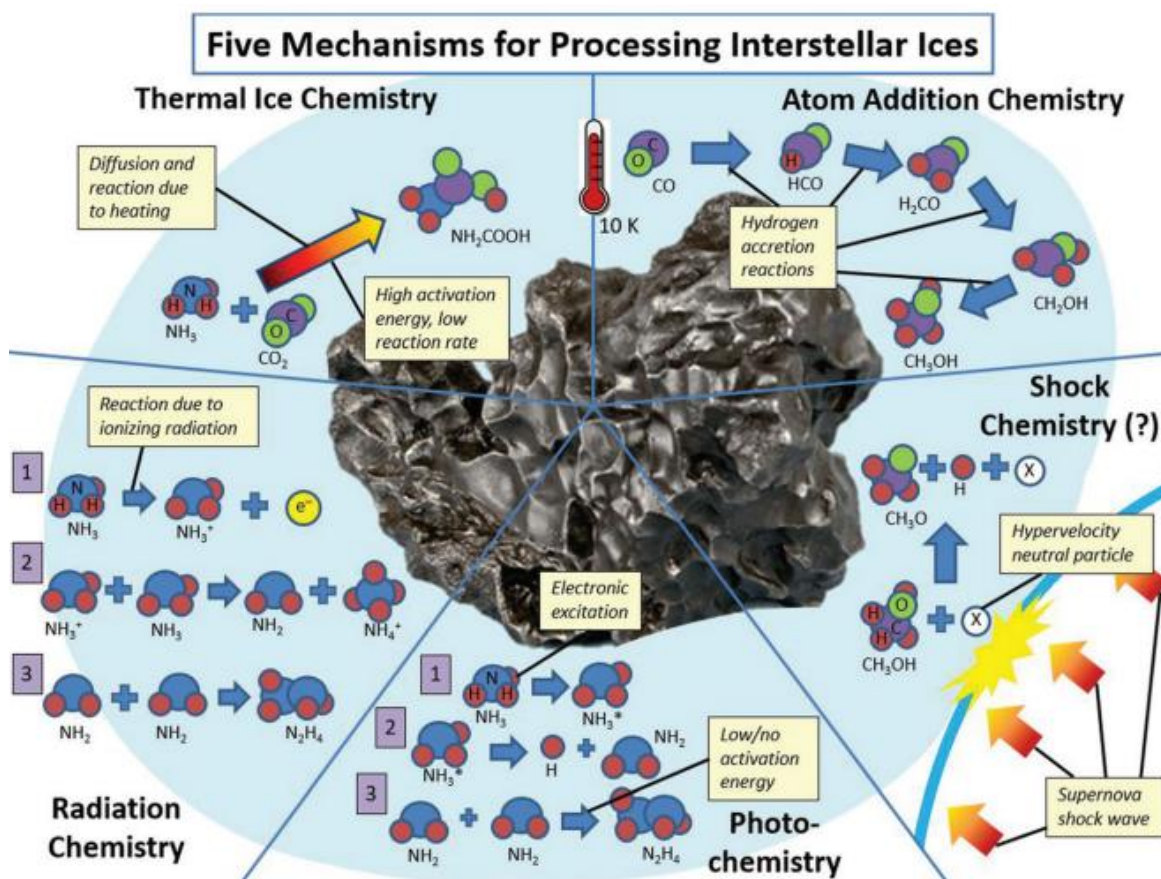 Five Mechanisms for Processing Interstellar Ices
Thermal Ice Chemistry
Diffusion and
reaction due
to heating
NH₂COOH
N
H H
NH₃
C
O
CO₂
High activation
energy, low
reaction rate
10 K
Atom Addition Chemistry
C
O
CO
H
HCO
H₂CO
Hydrogen
accretion
reactions
CH₂OH
CH₃OH
Shock
Chemistry (?)
H
X
CH₃O
Hypervelocity
neutral particle
H
O
C
H
X
CH₃OH
Supernova
shock wave
Reaction due to
ionizing radiation
1
N
H H
NH₃
NH₃⁺
e⁻
2
NH₃⁺
NH₃
NH₂
NH₄⁺
3
NH₂
NH₂
N₂H₄
Radiation
Chemistry
Electronic
excitation
1
N
H H
NH₃
NH₃*
2
NH₃*
H
NH₂
Low/no
activation
energy
3
NH₂
NH₂
N₂H₄
Photo-
chemistry